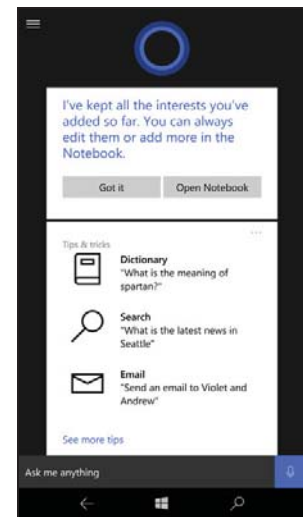 I've kept all the interests you've
added so far. You can always
edit them or add more in the
Notebook.
Got it Open Notebook
Tips & tricks
Dictionary
"What is the meaning of
spartan?"
Search
"What is the latest news in
Seattle"
Email
"Send an email to Violet and
Andrew"
See more tips
Ask me anything